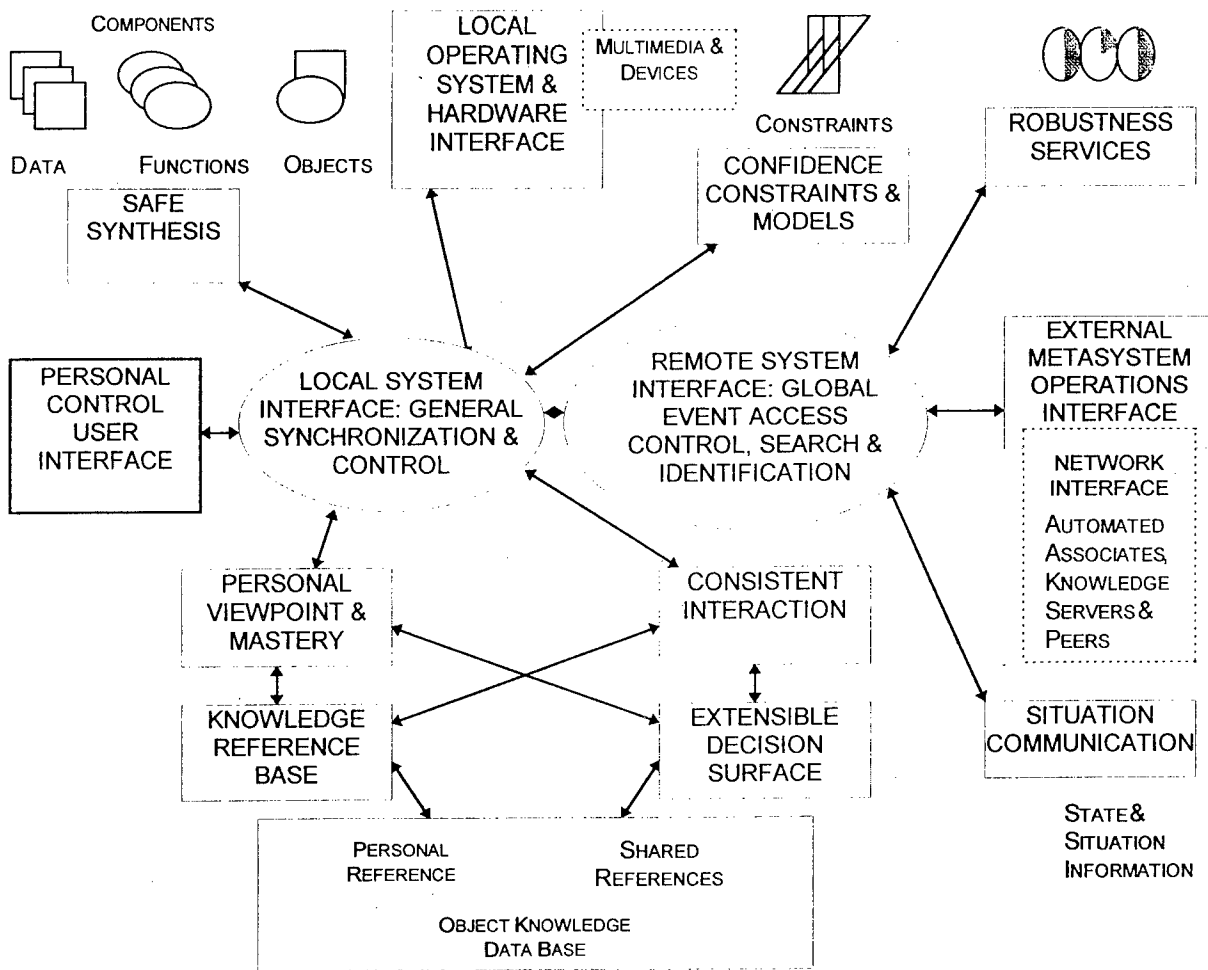 COMPONENTS
DATA
FUNCTIONS
OBJECTS
SAFE
SYNTHESIS
LOCAL
OPERATING
SYSTEM &
HARDWARE
INTERFACE
MULTIMEDIA &
DEVICES
CONSTRAINTS
CONFIDENCE
CONSTRAINTS &
MODELS
ROBUSTNESS
SERVICES
PERSONAL
CONTROL
USER
INTERFACE
LOCAL SYSTEM
INTERFACE: GENERAL
SYNCHRONIZATION &
CONTROL
REMOTE SYSTEM
INTERFACE: GLOBAL
EVENT ACCESS
CONTROL, SEARCH &
IDENTIFICATION
EXTERNAL
METASYSTEM
OPERATIONS
INTERFACE
NETWORK
INTERFACE
AUTOMATED
ASSOCIATES,
KNOWLEDGE
SERVERS &
PEERS
PERSONAL
VIEWPOINT &
MASTERY
CONSISTENT
INTERACTION
KNOWLEDGE
REFERENCE
BASE
EXTENSIBLE
DECISION
SURFACE
SITUATION
COMMUNICATION
STATE &
SITUATION
INFORMATION
PERSONAL
REFERENCE
SHARED
REFERENCES
OBJECT KNOWLEDGE
DATA BASE